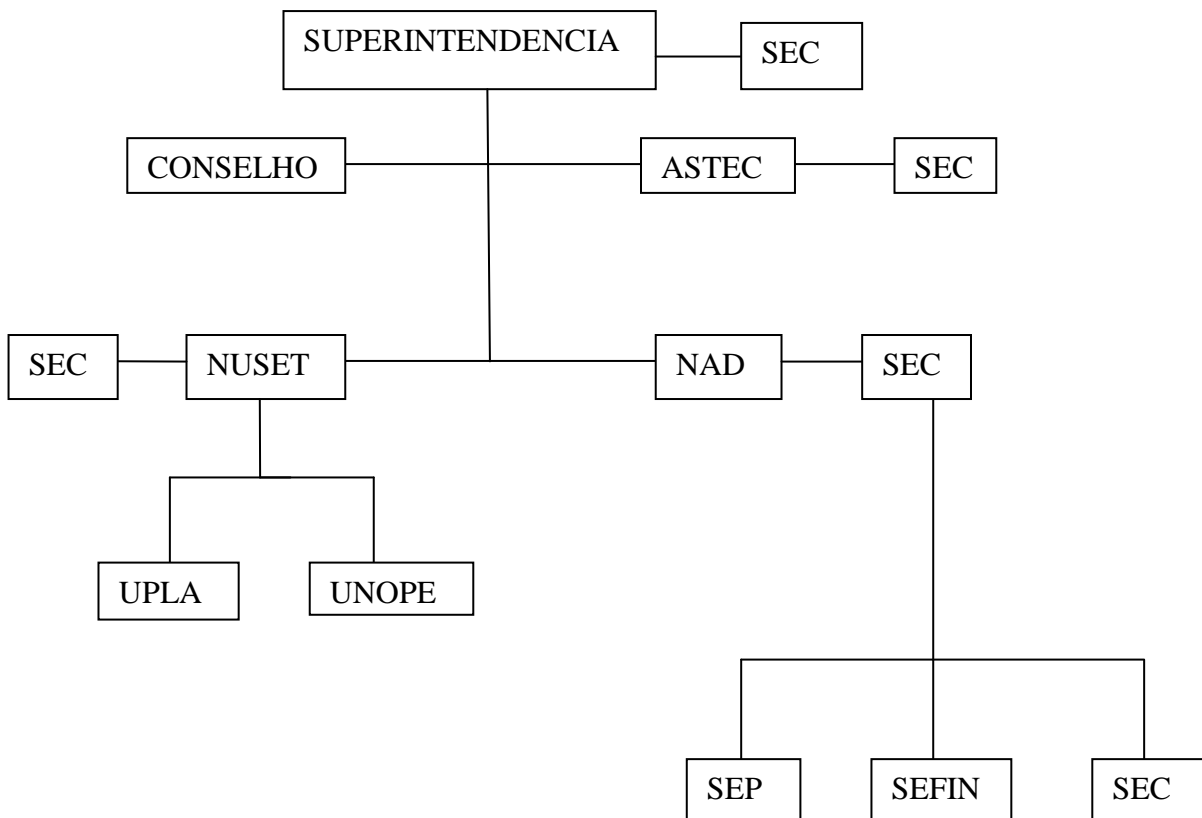 SUPERINTENDENCIA
SEC
CONSELHO
ASTEC
SEC
SEC
NUSET
NAD
SEC
UPLA
UNOPE
SEP
SEFIN
SEC